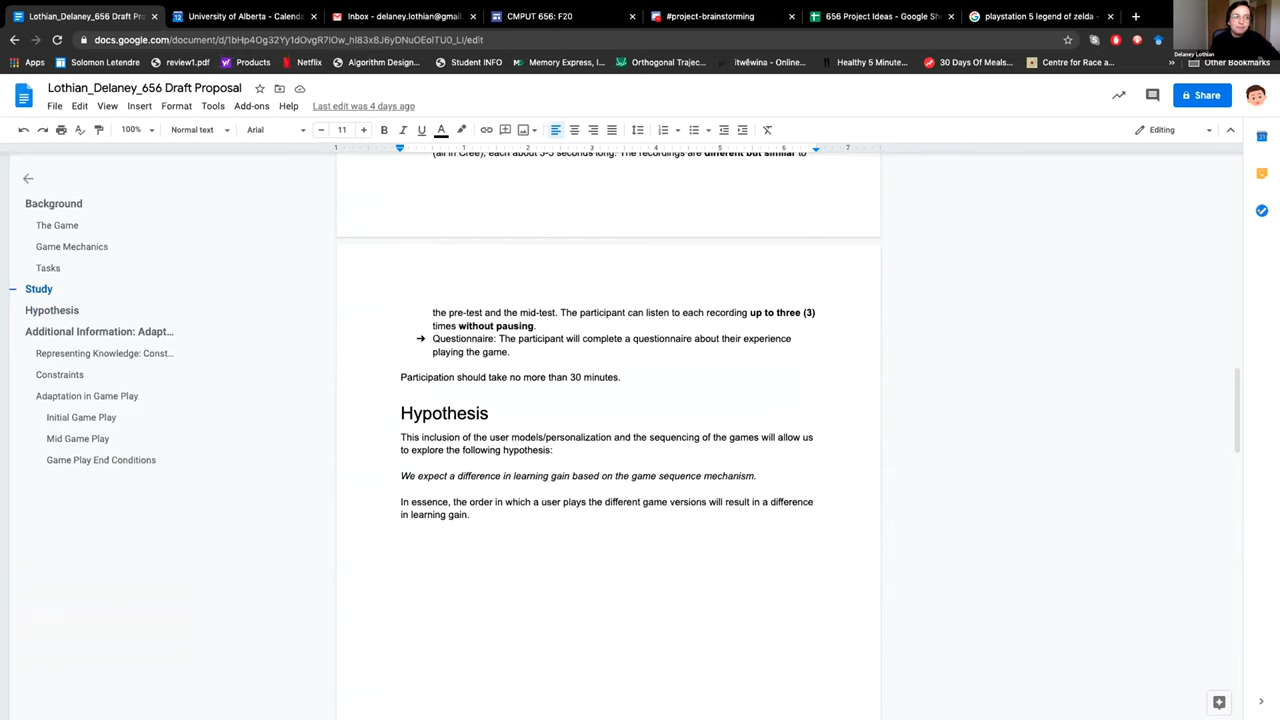 Lothian_Delaney_656 Draft Pro
University of Alberta - Calenda
Inbox - delaney.lothian@gmail.
CMPUT 656: F20
#project-brainstorming
656 Project Ideas - Google Sh
playstation 5 legend of zelda -
docs.google.com/document/d/1bHp4Og32Yy1dOvgR7lOw_hl83x8J6yDNuOEolTU0_LI/edit
Delaney Lothian
Apps
Solomon Letendre
review1.pdf
Products
Netflix
Algorithm Design...
Student INFO
Memory Express, I...
Orthogonal Trajec...
itwêwina - Online...
Healthy 5 Minute...
30 Days Of Meals...
Centre for Race a...
Other Bookmarks
Lothian_Delaney_656 Draft Proposal
File Edit View Insert Format Tools Add-ons Help Last edit was 4 days ago
Share
100% Normal text Arial 11 Editing
1 1 2 3 4 5 6 7
Background
The Game
Game Mechanics
Tasks
Study
Hypothesis
Additional Information: Adapt...
Representing Knowledge: Const...
Constraints
Adaptation in Game Play
Initial Game Play
Mid Game Play
Game Play End Conditions
(all in Cree), each about 3-5 seconds long. The recordings are different but similar to
the pre-test and the mid-test. The participant can listen to each recording up to three (3)
times without pausing.
➔ Questionnaire: The participant will complete a questionnaire about their experience
playing the game.
Participation should take no more than 30 minutes.
Hypothesis
This inclusion of the user models/personalization and the sequencing of the games will allow us
to explore the following hypothesis:
We expect a difference in learning gain based on the game sequence mechanism.
In essence, the order in which a user plays the different game versions will result in a difference
in learning gain.